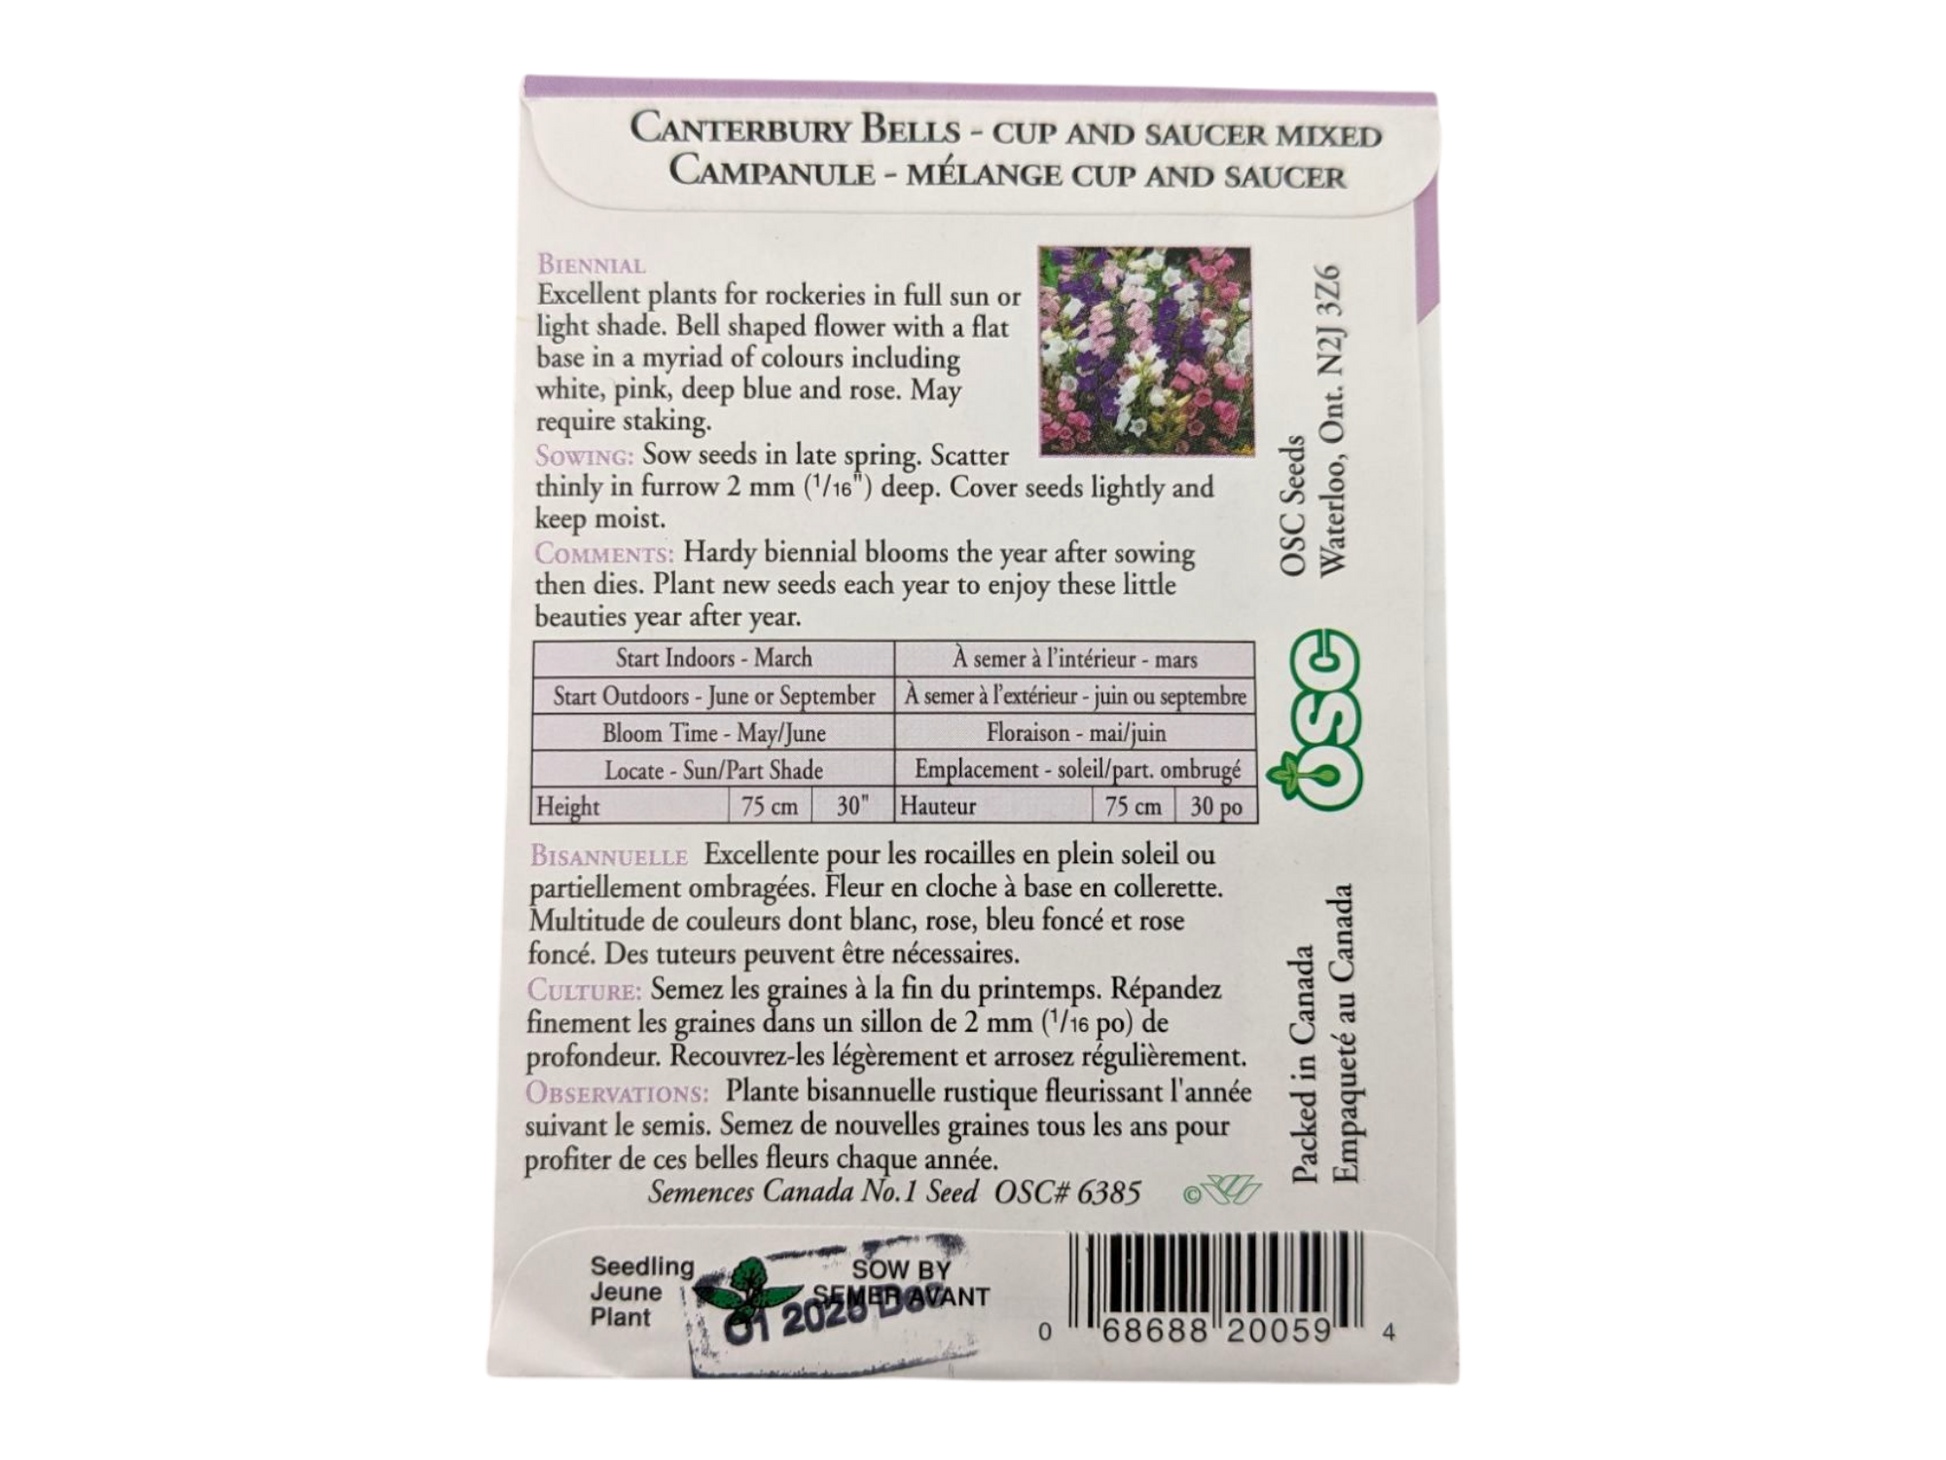 CANTERBURY BELLS - CUP AND SAUCER MIXED
CAMPANULE - MÉLANGE CUP AND SAUCER
BIENNIAL
Excellent plants for rockeries in full sun or
light shade. Bell shaped flower with a flat
base in a myriad of colours including
white, pink, deep blue and rose. May
require staking.
SOWING: Sow seeds in late spring. Scatter
thinly in furrow 2 mm (1/16") deep. Cover seeds lightly and
keep moist.
COMMENTS: Hardy biennial blooms the year after sowing
then dies. Plant new seeds each year to enjoy these little
beauties year after year.
Start Indoors - March À semer à l'intérieur - mars
Start Outdoors - June or September À semer à l'extérieur - juin ou septembre
Bloom Time - May/June Floraison - mai/juin
Locate - Sun/Part Shade Emplacement - soleil/part. ombrugé
Height 75 cm 30" Hauteur 75 cm 30 po
BISANNUELLE Excellente pour les rocailles en plein soleil ou
partiellement ombragées. Fleur en cloche à base en collerette.
Multitude de couleurs dont blanc, rose, bleu foncé et rose
foncé. Des tuteurs peuvent être nécessaires.
CULTURE: Semez les graines à la fin du printemps. Répandez
finement les graines dans un sillon de 2 mm (1/16 po) de
profondeur. Recouvrez-les légèrement et arrosez régulièrement.
OBSERVATIONS: Plante bisannuelle rustique fleurissant l'année
suivant le semis. Semez de nouvelles graines tous les ans pour
profiter de ces belles fleurs chaque année.
Semences Canada No.1 Seed OSC# 6385 ©
OSC Seeds
Waterloo, Ont. N2J 3Z6
OSC
Packed in Canada
Empaqueté au Canada
Seedling
Jeune
Plant
SOW BY
SEMER AVANT
01 Dec
0 68688 20059 4